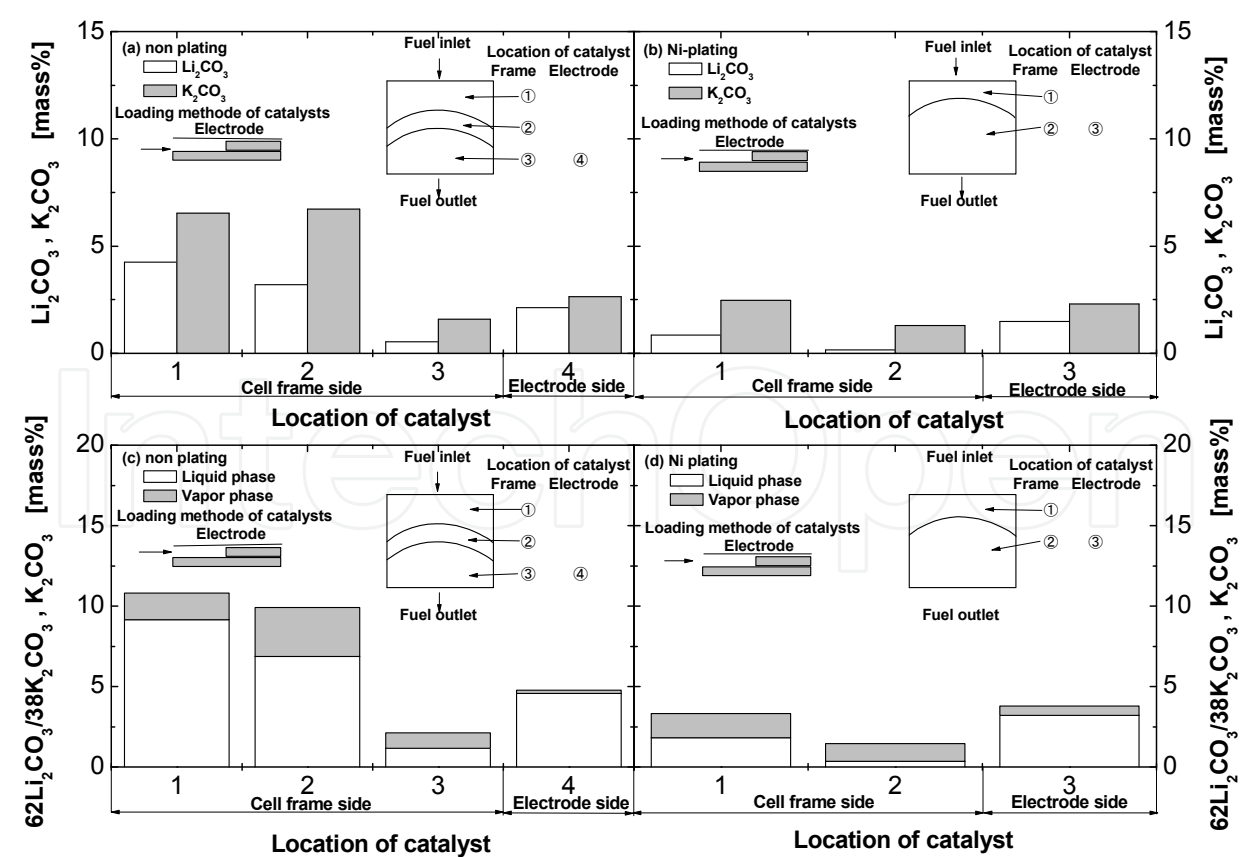 (a) non plating
Li₂CO₃
K₂CO₃
Loading methode of catalysts
Electrode
Fuel inlet
Location of catalyst
Frame Electrode
①
②
③ ④
Fuel outlet
15
10
5
0
Li₂CO₃ , K₂CO₃ [mass%]
1 2 3 4
Cell frame side Electrode side
Location of catalyst
(b) Ni-plating
Li₂CO₃
K₂CO₃
Loading methode of catalysts
Electrode
Fuel inlet
Location of catalyst
Frame Electrode
①
② ③
Fuel outlet
15
10
5
0
Li₂CO₃ , K₂CO₃ [mass%]
1 2 3
Cell frame side Electrode side
Location of catalyst
(c) non plating
Liquid phase
Vapor phase
Loading methode of catalysts
Electrode
Fuel inlet
Location of catalyst
Frame Electrode
①
②
③ ④
Fuel outlet
20
15
10
5
0
62Li₂CO₃/38K₂CO₃ , K₂CO₃ [mass%]
1 2 3 4
Cell frame side Electrode side
Location of catalyst
(d) Ni plating
Liquid phase
Vapor phase
Loading methode of catalysts
Electrode
Fuel inlet
Location of catalyst
Frame Electrode
①
② ③
Fuel outlet
20
15
10
5
0
62Li₂CO₃/38K₂CO₃ , K₂CO₃ [mass%]
1 2 3
Cell frame side Electrode side
Location of catalyst
IntechOpen